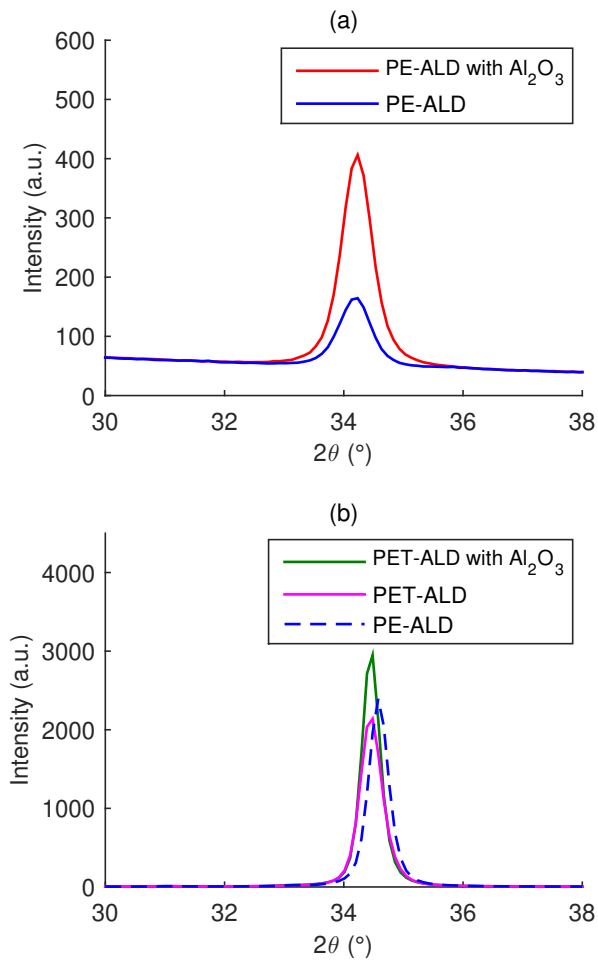 (a)
600
500
400
300
200
100
0
Intensity (a.u.)
PE-ALD with Al₂O₃
PE-ALD
30 32 34 36 38
2θ (°)
(b)
4000
3000
2000
1000
0
Intensity (a.u.)
PET-ALD with Al₂O₃
PET-ALD
PE-ALD
30 32 34 36 38
2θ (°)